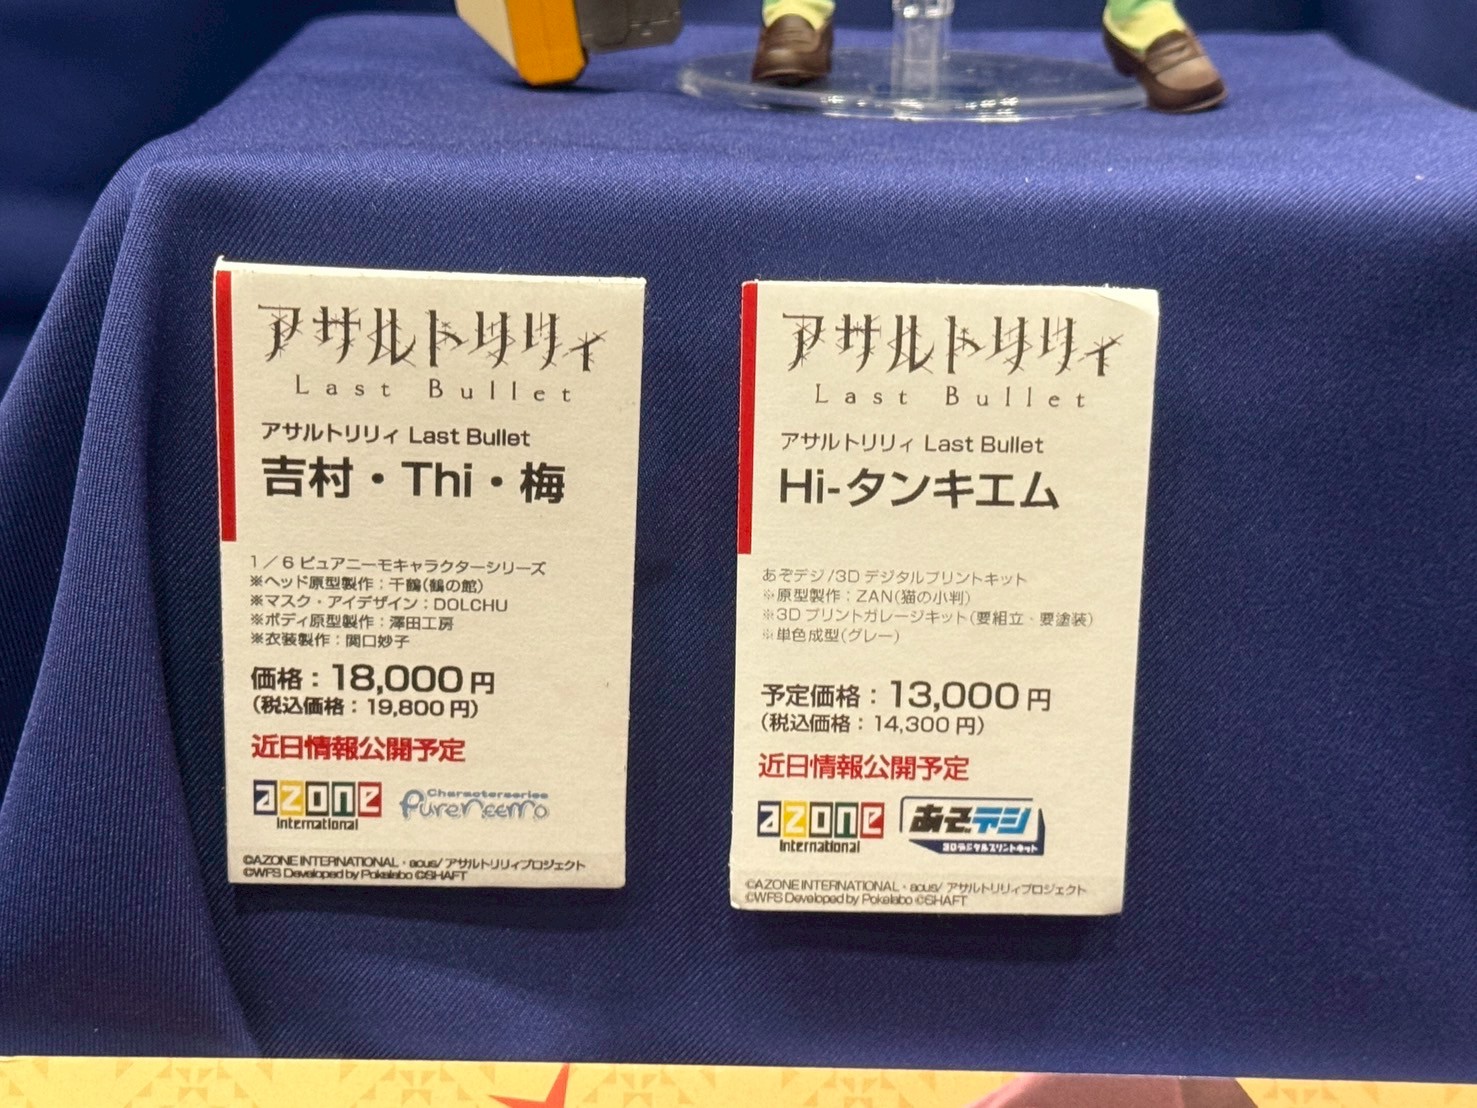 アサルトリリィ
Last Bullet
アサルトリリィ Last Bullet
吉村・Thi・梅
1／6 ピュアニーモキャラクターシリーズ
※ヘッド原型製作：千鶴(鶴の館)
※マスク・アイデザイン：DOLCHU
※ボディ原型製作：澤田工房
※衣装製作：関口妙子
価格：18,000円
(税込価格：19,800円)
近日情報公開予定
azone
International
Characterseries
PureNeemo
©AZONE INTERNATIONAL・acus/アサルトリリィプロジェクト
©WFS Developed by Pokelabo ©SHAFT
アサルトリリィ
Last Bullet
アサルトリリィ Last Bullet
Hi-タンキエム
あぞデジ/3Dデジタルプリントキット
※原型製作：ZAN(猫の小判)
※3Dプリントガレージキット(要組立・要塗装)
※単色成型(グレー)
予定価格：13,000円
(税込価格：14,300円)
近日情報公開予定
azone
International
あぞデジ
3Dデジタルプリントキット
©AZONE INTERNATIONAL・acus/アサルトリリィプロジェクト
©WFS Developed by Pokelabo ©SHAFT